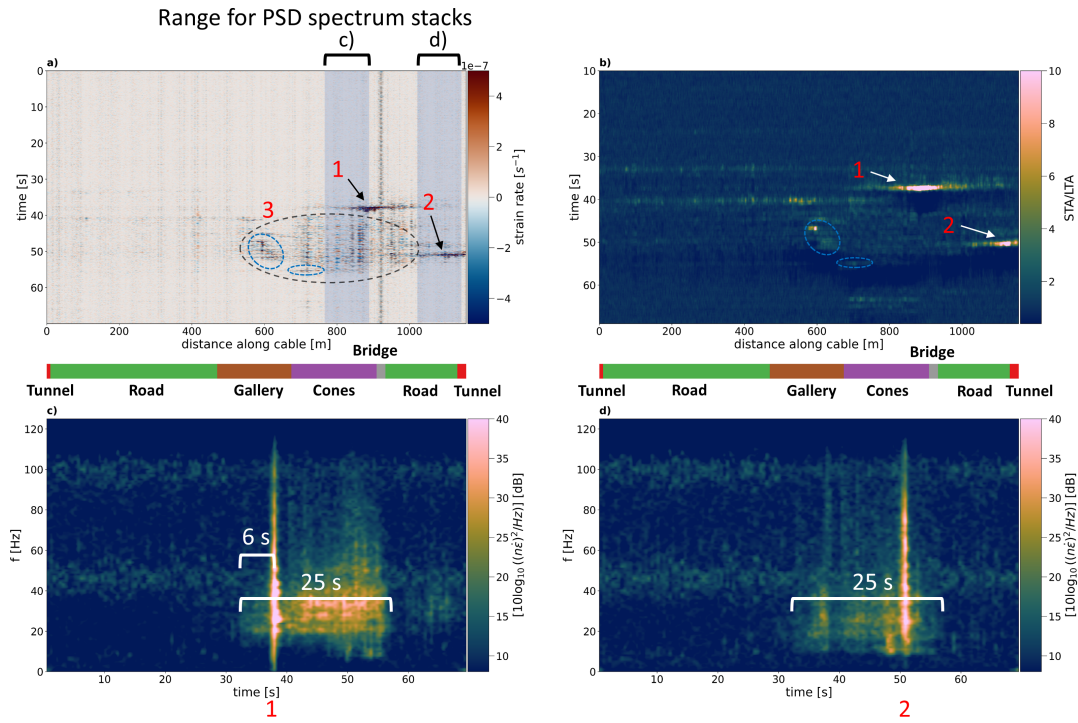 Range for PSD spectrum stacks
c) d)
a) 1e−7
0
10
20
30
40
50
60
time [s]
1
2
3
0 200 400 600 800 1000
distance along cable [m]
4
2
0
−2
−4
strain rate [s⁻¹]
b)
10
20
30
40
50
60
time [s]
1
2
0 200 400 600 800 1000
distance along cable [m]
10
8
6
4
2
STA/LTA
Bridge
Tunnel Road Gallery Cones Road Tunnel
Bridge
Tunnel Road Gallery Cones Road Tunnel
c)
120
100
80
60
40
20
0
f [Hz]
6 s
25 s
10 20 30 40 50 60
time [s]
1
40
35
30
25
20
15
10
[10log₁₀((nε̇)²/Hz)] [dB]
d)
120
100
80
60
40
20
0
f [Hz]
25 s
10 20 30 40 50 60
time [s]
2
40
35
30
25
20
15
10
[10log₁₀((nε̇)²/Hz)] [dB]